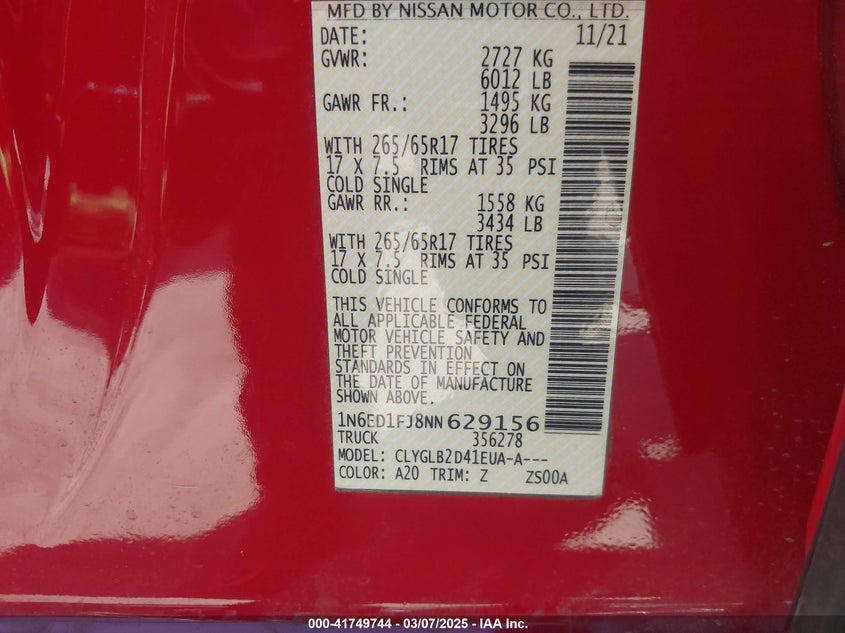 MFD BY NISSAN MOTOR CO., LTD.
DATE: 11/21
GVWR: 2727 KG
6012 LB
GAWR FR.: 1495 KG
3296 LB
WITH 265/65R17 TIRES
17 X 7.5 RIMS AT 35 PSI
COLD SINGLE
GAWR RR.: 1558 KG
3434 LB
WITH 265/65R17 TIRES
17 X 7.5 RIMS AT 35 PSI
COLD SINGLE
THIS VEHICLE CONFORMS TO
ALL APPLICABLE FEDERAL
MOTOR VEHICLE SAFETY AND
THEFT PREVENTION
STANDARDS IN EFFECT ON
THE DATE OF MANUFACTURE
SHOWN ABOVE.
1N6ED1FJ8NN629156
TRUCK 356278
MODEL: CLYGLB2D41EUA-A---
COLOR: A20 TRIM: Z ZS00A
000-41749744 — 03/07/2025 — IAA Inc.